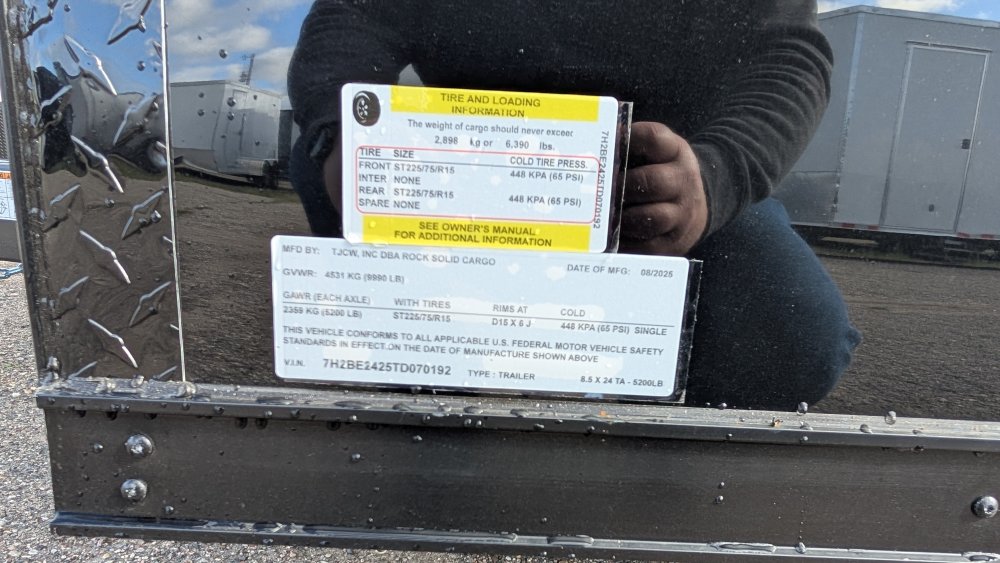 TIRE AND LOADING
INFORMATION
The weight of cargo should never exceed
2,898 kg or 6,390 lbs.
TIRE SIZE COLD TIRE PRESS.
FRONT ST225/75/R15 448 KPA (65 PSI)
INTER NONE
REAR ST225/75/R15 448 KPA (65 PSI)
SPARE NONE
SEE OWNER'S MANUAL
FOR ADDITIONAL INFORMATION
7H2BE2425TD070192
MFD BY: TJCW, INC DBA ROCK SOLID CARGO DATE OF MFG: 08/2025
GVWR: 4531 KG (9990 LB)
GAWR (EACH AXLE) WITH TIRES RIMS AT COLD
2359 KG (5200 LB) ST225/75/R15 D15 X 6 J 448 KPA (65 PSI) SINGLE
THIS VEHICLE CONFORMS TO ALL APPLICABLE U.S. FEDERAL MOTOR VEHICLE SAFETY
STANDARDS IN EFFECT ON THE DATE OF MANUFACTURE SHOWN ABOVE
V.I.N. 7H2BE2425TD070192 TYPE : TRAILER 8.5 X 24 TA - 5200LB